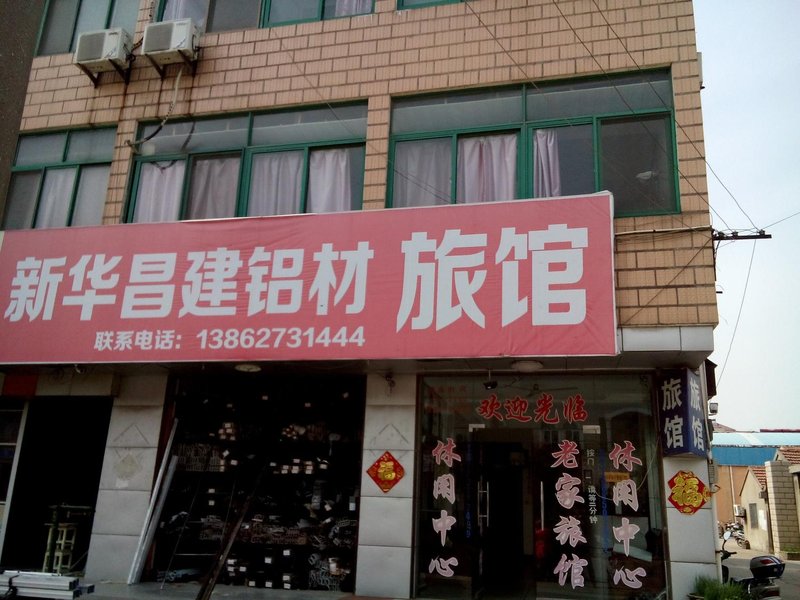 新华昌建铝材 旅馆
联系电话：13862731444
欢迎光临
休闲中心
老家旅馆
休闲中心
旅馆
旅馆
福